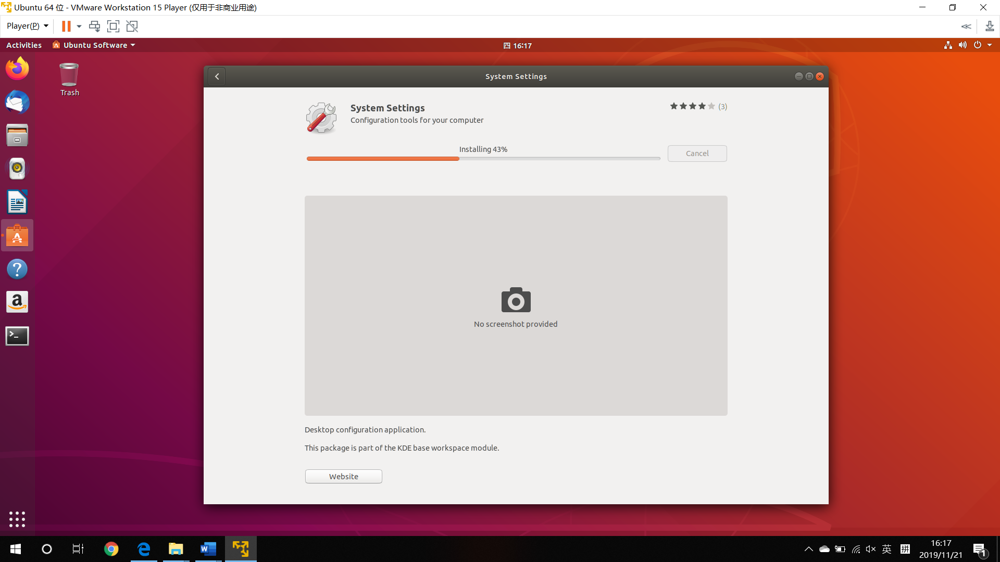 Ubuntu 64 位 - VMware Workstation 15 Player (仅用于非商业用途)
Player(P)
Activities
Ubuntu Software
四 16:17
Trash
System Settings
System Settings
(3)
Configuration tools for your computer
Installing 43%
Cancel
No screenshot provided
Desktop configuration application.
This package is part of the KDE base workspace module.
Website
英
拼
16:17
2019/11/21
1